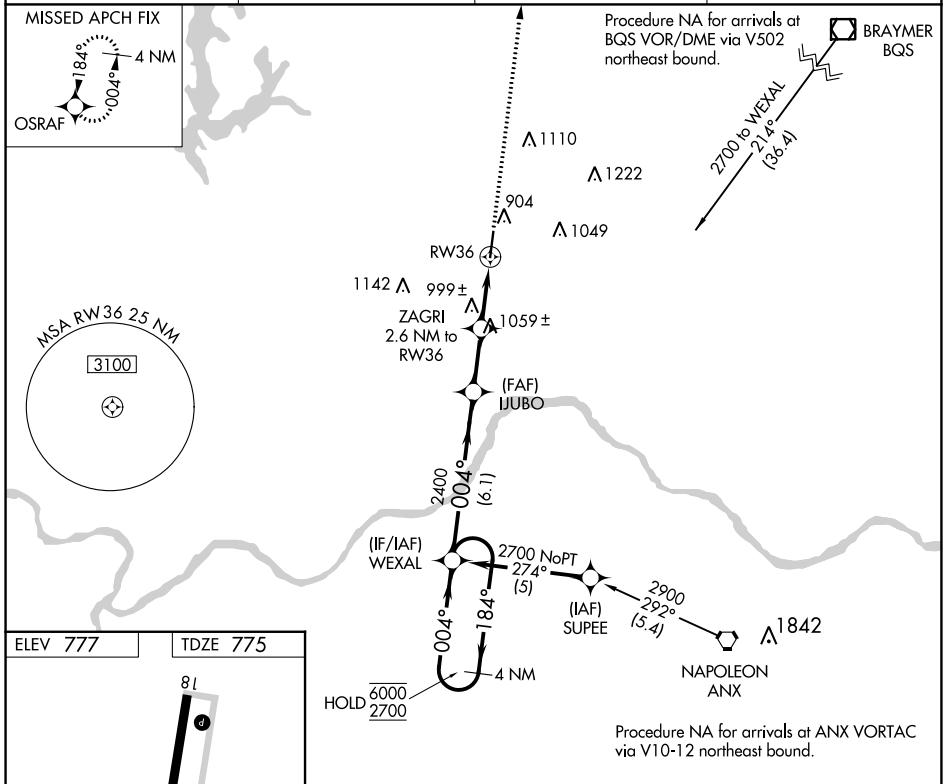 MISSED APCH FIX
184°
004°
4 NM
OSRAF
Procedure NA for arrivals at
BQS VOR/DME via V502
northeast bound.
BRAYMER
BQS
2700 to WEXAL
214°
(36.4)
1110
1222
904
1049
RW36
1142
999±
ZAGRI
2.6 NM to
RW36
1059±
MSA RW36 25 NM
3100
(FAF)
IJUBO
2400
004°
(6.1)
(IF/IAF)
WEXAL
2700 NoPT
274°
(5)
(IAF)
SUPEE
2900
292°
(5.4)
1842
NAPOLEON
ANX
004°
184°
4 NM
HOLD 6000
2700
Procedure NA for arrivals at ANX VORTAC
via V10-12 northeast bound.
ELEV 777
TDZE 775
18
P